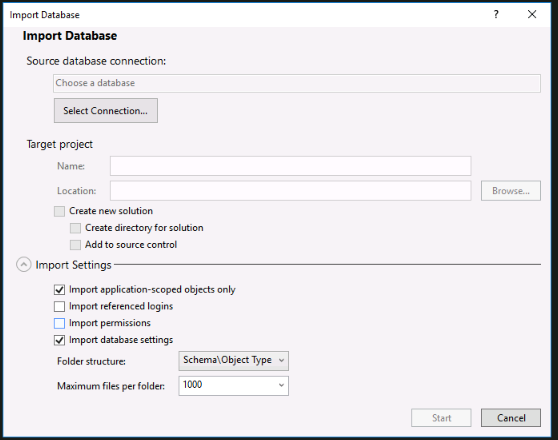 Import Database
? ×
Import Database
Source database connection:
Choose a database
Select Connection...
Target project
Name:
Location:
Browse...
Create new solution
Create directory for solution
Add to source control
Import Settings
Import application-scoped objects only
Import referenced logins
Import permissions
Import database settings
Folder structure:
Schema\Object Type
Maximum files per folder:
1000
Start
Cancel